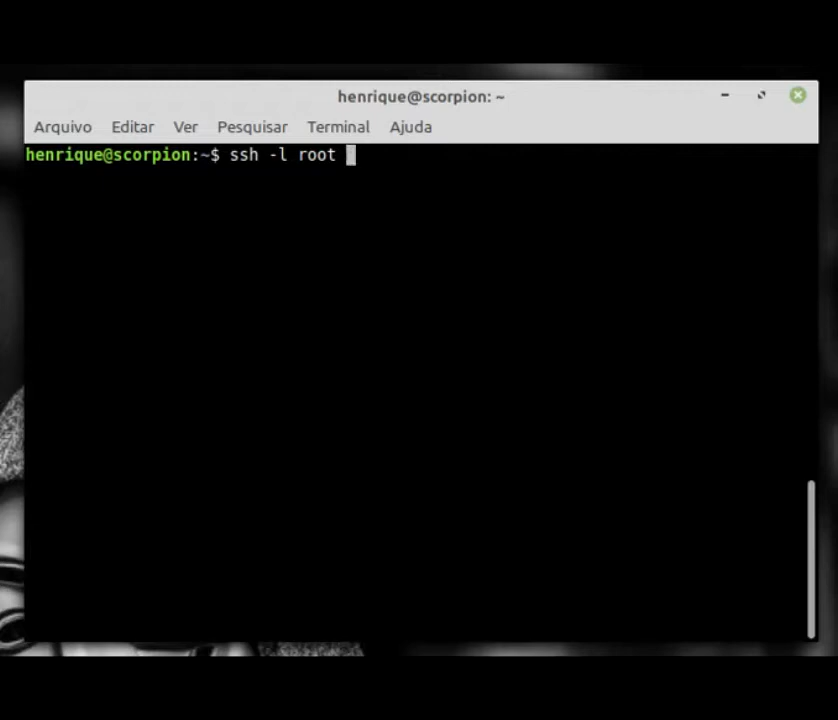 henrique@scorpion: ~
Arquivo Editar Ver Pesquisar Terminal Ajuda
henrique@scorpion:~$ ssh -l root